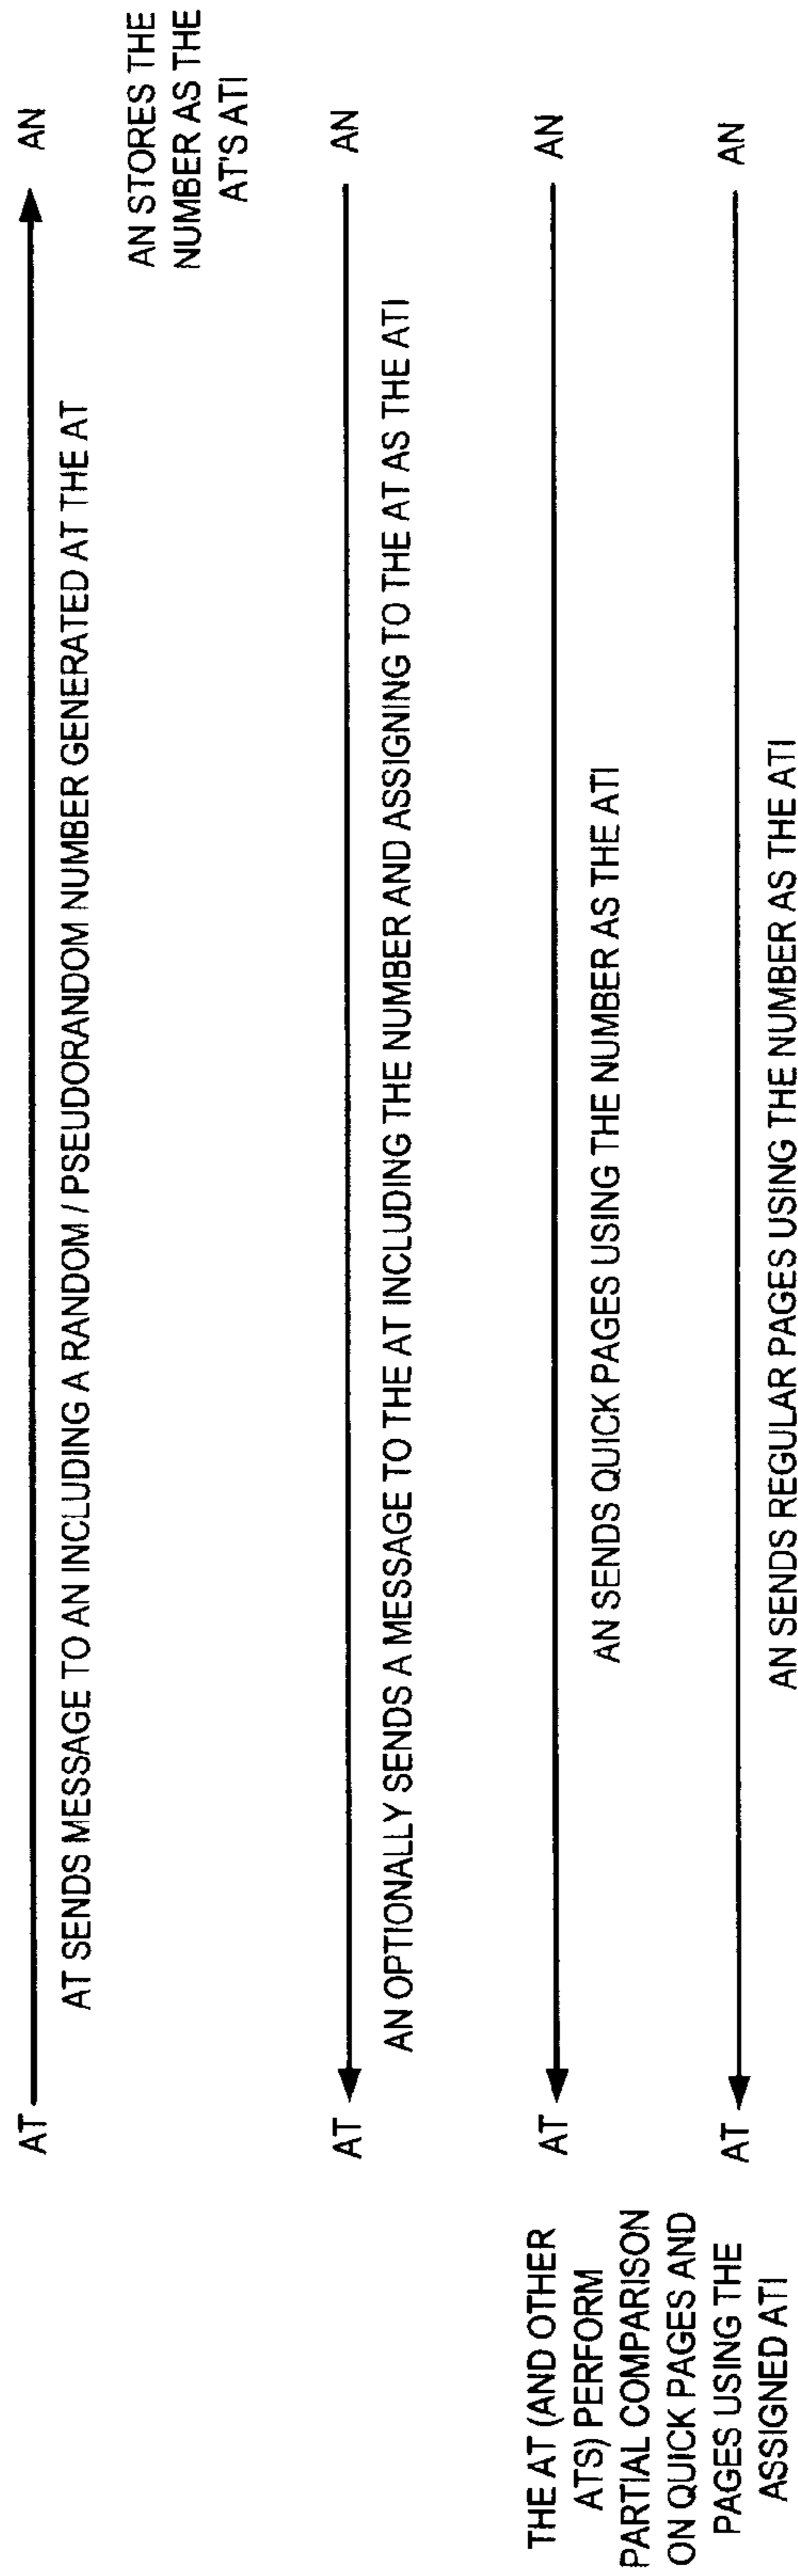 AT
AN
AT SENDS MESSAGE TO AN INCLUDING A RANDOM / PSEUDORANDOM NUMBER GENERATED AT THE AT
AN STORES THE
NUMBER AS THE
AT'S ATI
AT
AN
AN OPTIONALLY SENDS A MESSAGE TO THE AT INCLUDING THE NUMBER AND ASSIGNING TO THE AT AS THE ATI
THE AT (AND OTHER
ATS) PERFORM
PARTIAL COMPARISON
ON QUICK PAGES AND
PAGES USING THE
ASSIGNED ATI
AT
AN
AN SENDS QUICK PAGES USING THE NUMBER AS THE ATI
AT
AN
AN SENDS REGULAR PAGES USING THE NUMBER AS THE ATI